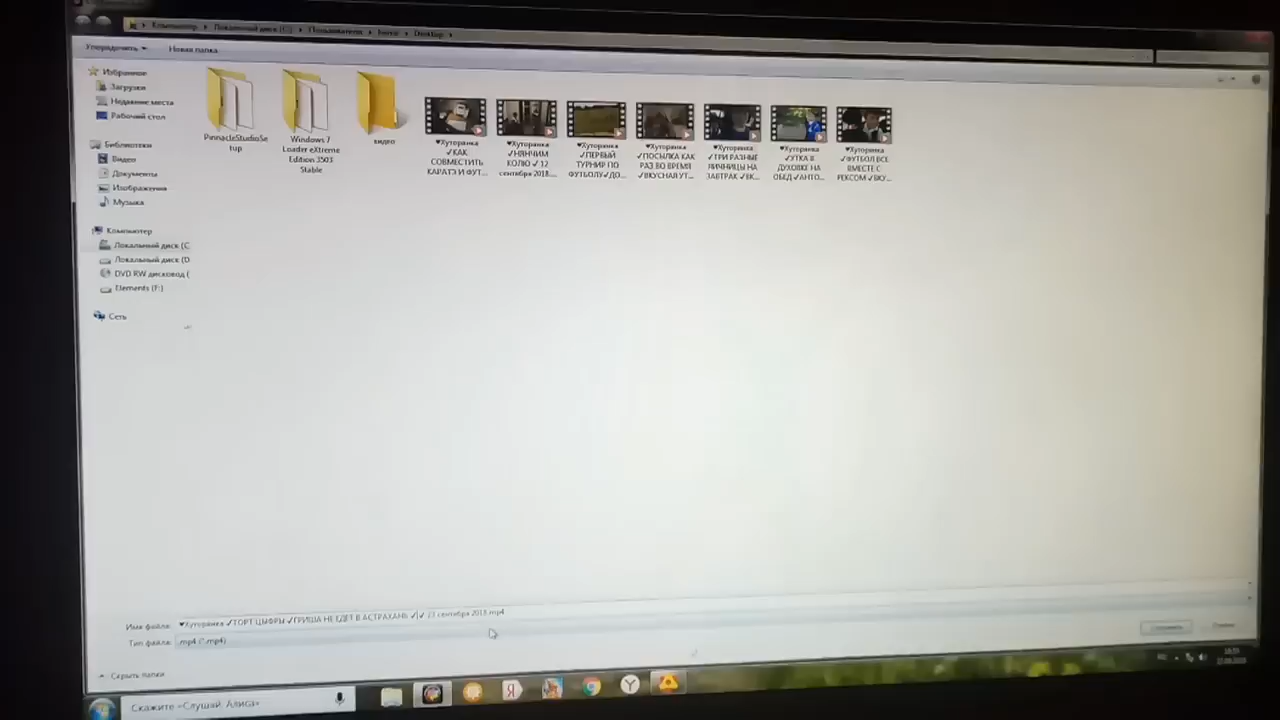 Компьютер Локальный диск (C:) Пользователи Desktop
Упорядочить Новая папка
Избранное
Загрузки
Недавние места
Рабочий стол
Библиотеки
Видео
Документы
Изображения
Музыка
Компьютер
Локальный диск (C
Локальный диск (D
DVD RW дисковод (
Elements (F:)
Сеть
PinnacleStudioSe
tup
Windows 7
Loader eXtreme
Edition 3503
Stable
видео
♥Хуторянка
✓КАК
СОВМЕСТИТЬ
КАРАТЭ И ФУТ...
♥Хуторянка
✓НЯНЧИМ
КОЛЮ ✓ 12
сентября 2018....
♥Хуторянка
✓ПЕРВЫЙ
ТУРНИР ПО
ФУТБОЛУ✓ДО...
♥Хуторянка
✓ПОСЫЛКА КАК
РАЗ ВО ВРЕМЯ
✓ВКУСНАЯ УТ...
♥Хуторянка
✓ТРИ РАЗНЫЕ
ЯИЧНИЦЫ НА
ЗАВТРАК ✓ВК...
♥Хуторянка
✓УТКА В
ДУХОВКЕ НА
ОБЕД ✓АНТО...
♥Хуторянка
✓ФУТБОЛ ВСЕ
ВМЕСТЕ С
РЕКСОМ ✓ВКУ...
Имя файла: ♥Хуторянка ✓ТОРТ ЦЫФРЫ ✓ГРИША НЕ ЕДЕТ В АСТРАХАНЬ ✓✓ сентября 2018.mp4
Тип файла: .mp4 (*.mp4)
Скрыть папки
Скажите «Слушай, Алиса»